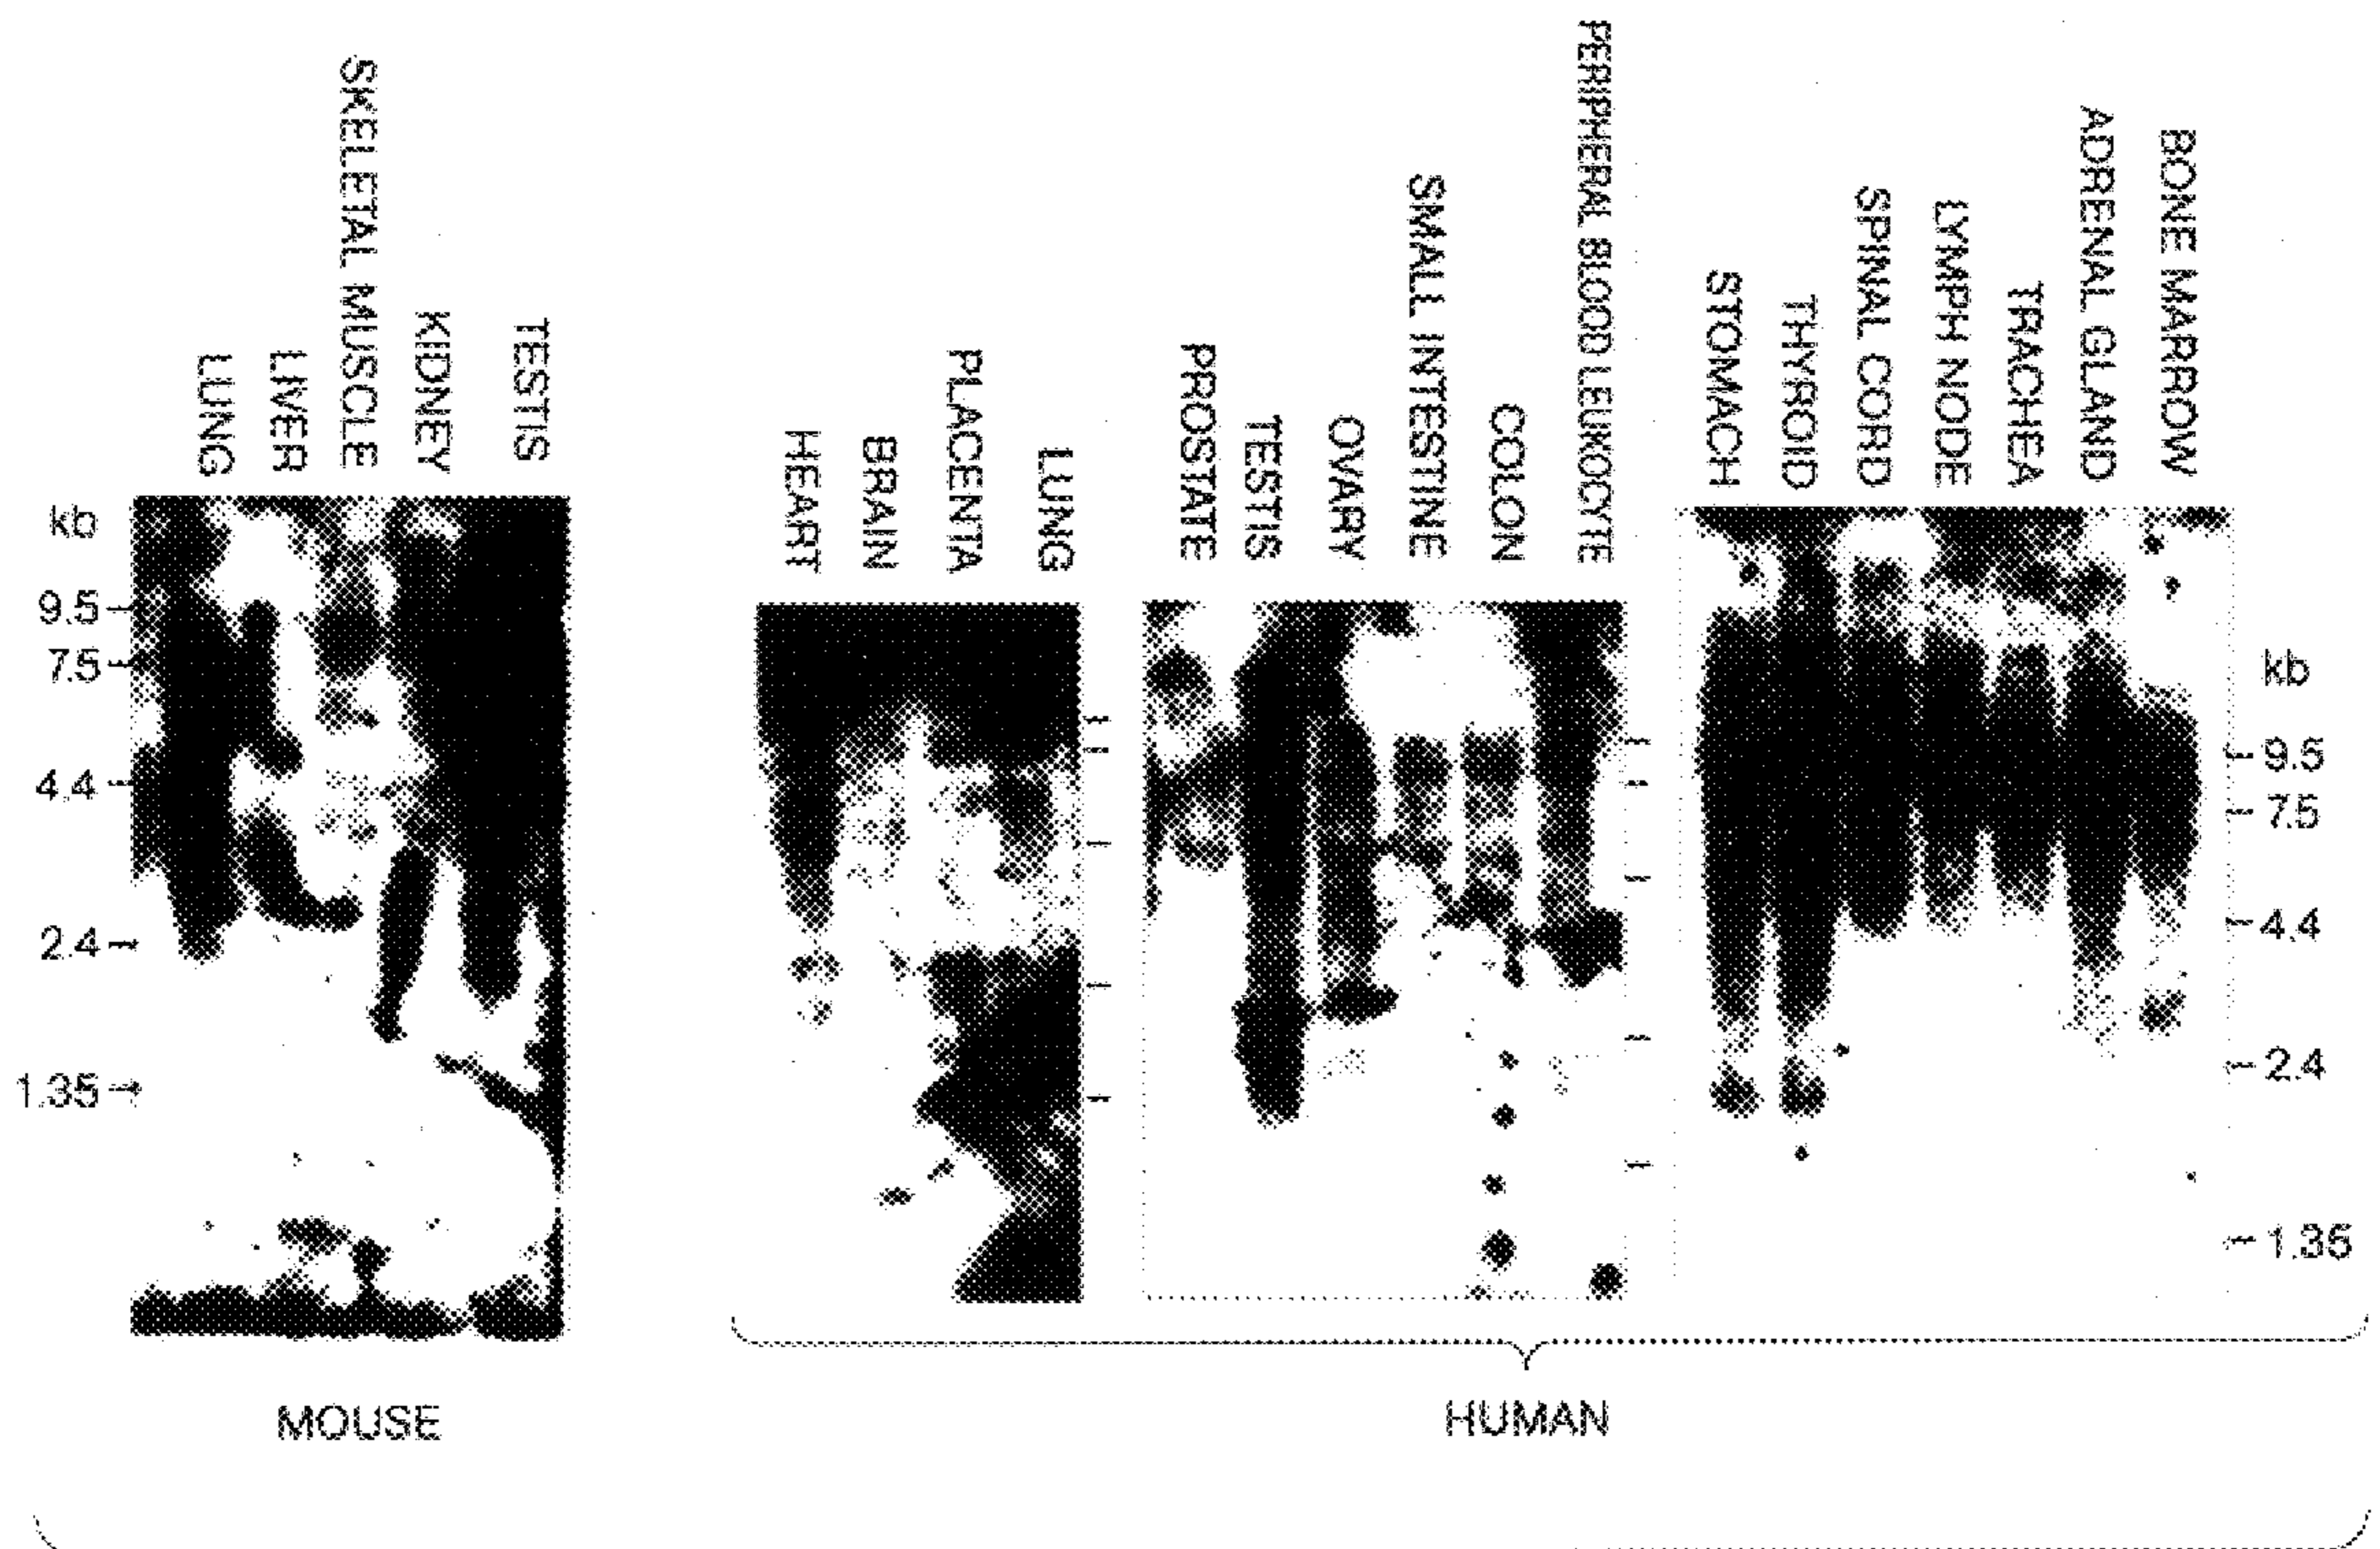 LUNG
LIVER
SKELETAL MUSCLE
KIDNEY
TESTIS
kb
9.5
7.5
4.4
2.4
1.35
MOUSE
HEART
BRAIN
PLACENTA
LUNG
PROSTATE
TESTIS
OVARY
SMALL INTESTINE
COLON
PERIPHERAL BLOOD LEUKOCYTE
STOMACH
THYROID
SPINAL CORD
LYMPH NODE
TRACHEA
ADRENAL GLAND
BONE MARROW
kb
9.5
7.5
4.4
2.4
1.35
HUMAN